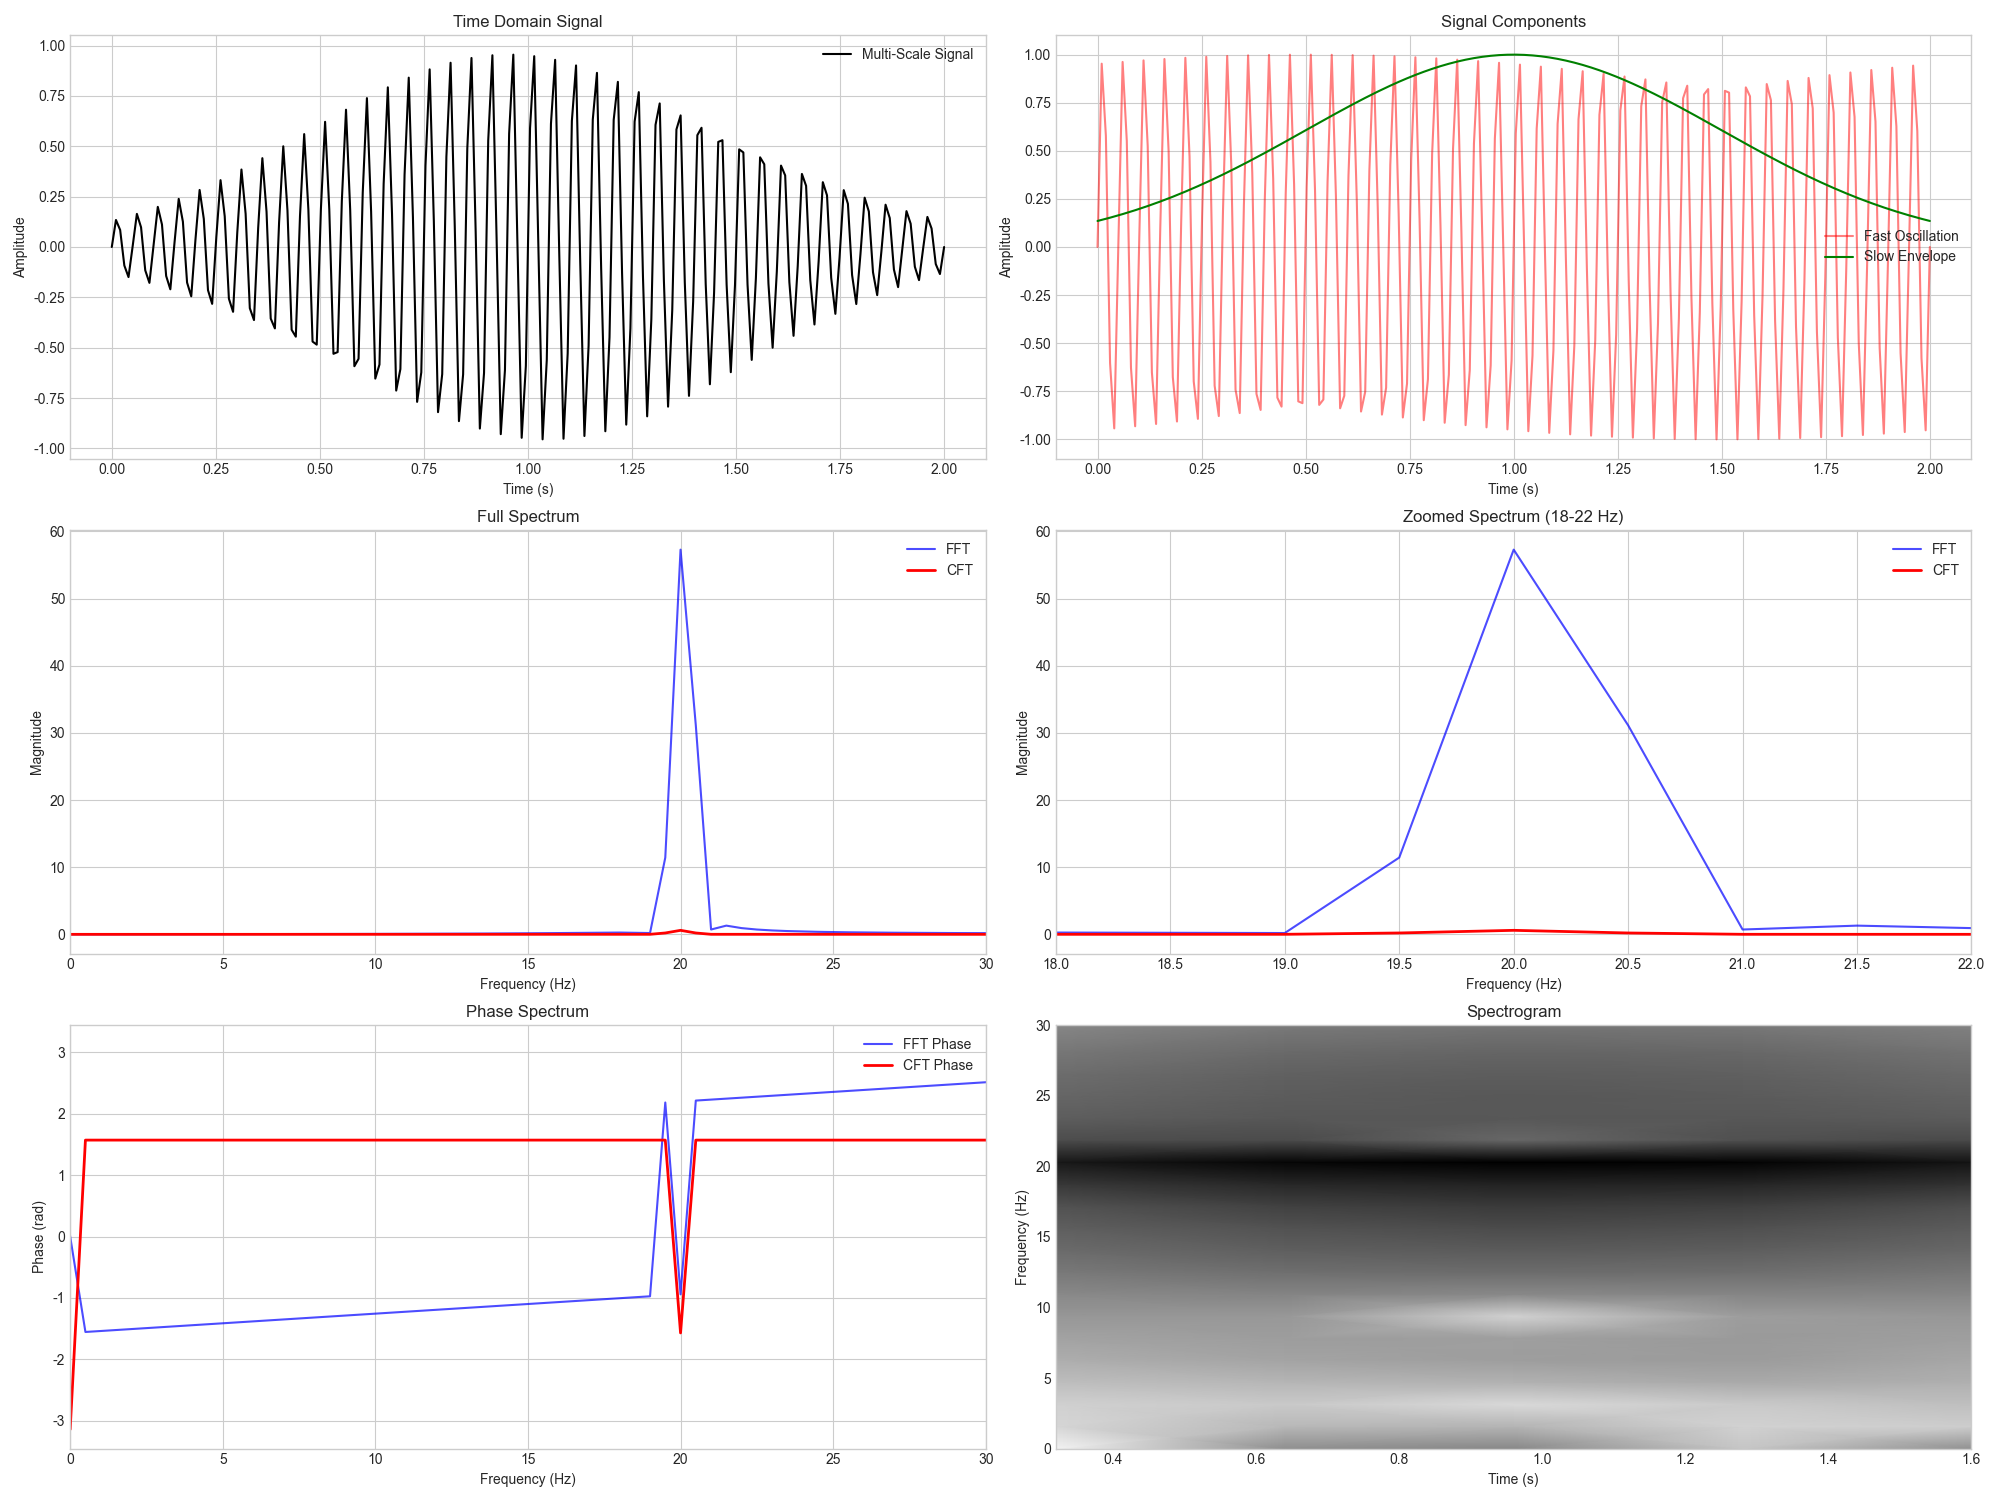 Time Domain Signal
Multi-Scale Signal
Amplitude
1.00
0.75
0.50
0.25
0.00
-0.25
-0.50
-0.75
-1.00
0.00 0.25 0.50 0.75 1.00 1.25 1.50 1.75 2.00
Time (s)
Signal Components
Fast Oscillation
Slow Envelope
Amplitude
1.00
0.75
0.50
0.25
0.00
-0.25
-0.50
-0.75
-1.00
0.00 0.25 0.50 0.75 1.00 1.25 1.50 1.75 2.00
Time (s)
Full Spectrum
FFT
CFT
Magnitude
60
50
40
30
20
10
0
0 5 10 15 20 25 30
Frequency (Hz)
Zoomed Spectrum (18-22 Hz)
FFT
CFT
Magnitude
60
50
40
30
20
10
0
18.0 18.5 19.0 19.5 20.0 20.5 21.0 21.5 22.0
Frequency (Hz)
Phase Spectrum
FFT Phase
CFT Phase
Phase (rad)
3
2
1
0
-1
-2
-3
0 5 10 15 20 25 30
Frequency (Hz)
Spectrogram
Frequency (Hz)
30
25
20
15
10
5
0
0.4 0.6 0.8 1.0 1.2 1.4 1.6
Time (s)